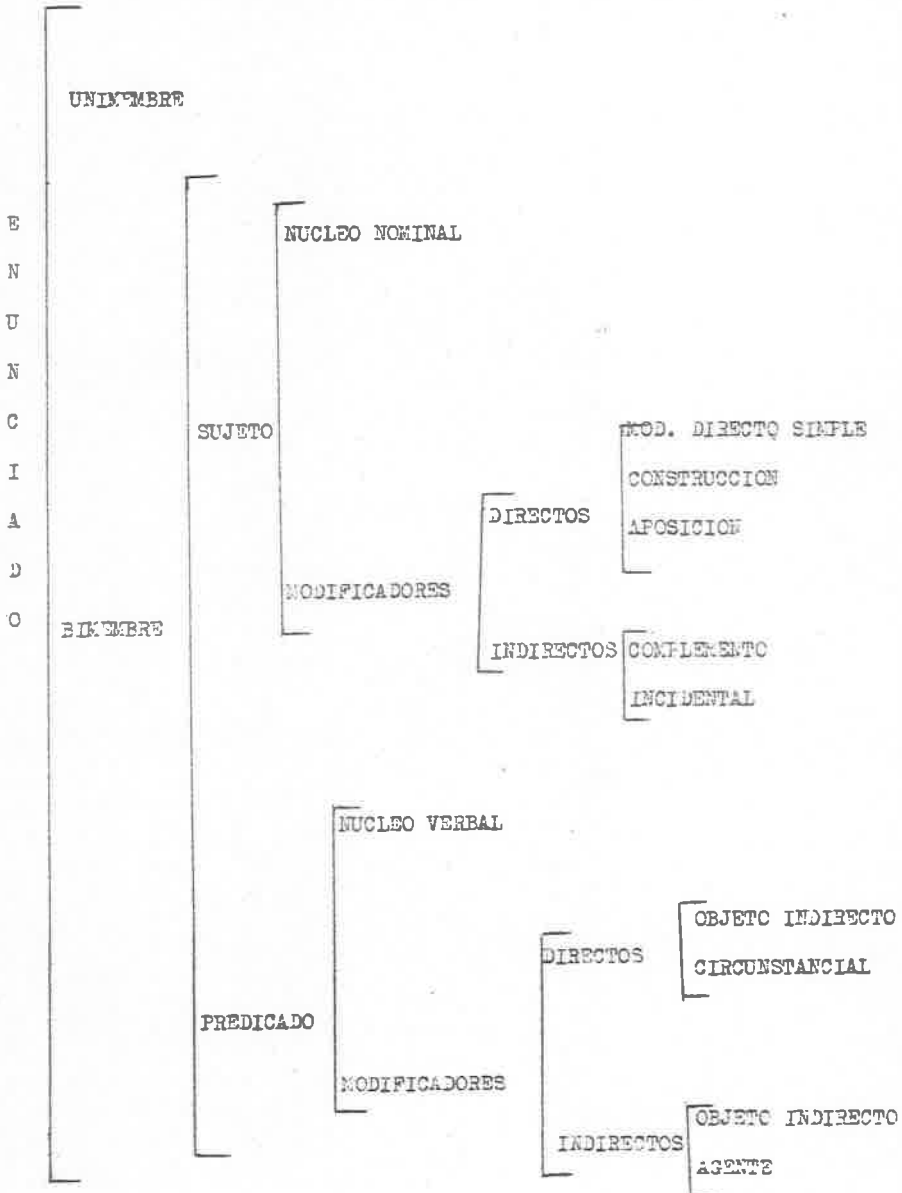 UNIMEMBRE
ENUNCIADO
NUCLEO NOMINAL
SUJETO
MOD. DIRECTO SIMPLE
CONSTRUCCION
DIRECTOS
APOSICION
MODIFICADORES
BIMEMBRE
INDIRECTOS COMPLEMENTO
INCIDENTAL
NUCLEO VERBAL
OBJETO INDIRECTO
DIRECTOS
CIRCUNSTANCIAL
PREDICADO
MODIFICADORES
OBJETO INDIRECTO
INDIRECTOS
AGENTE